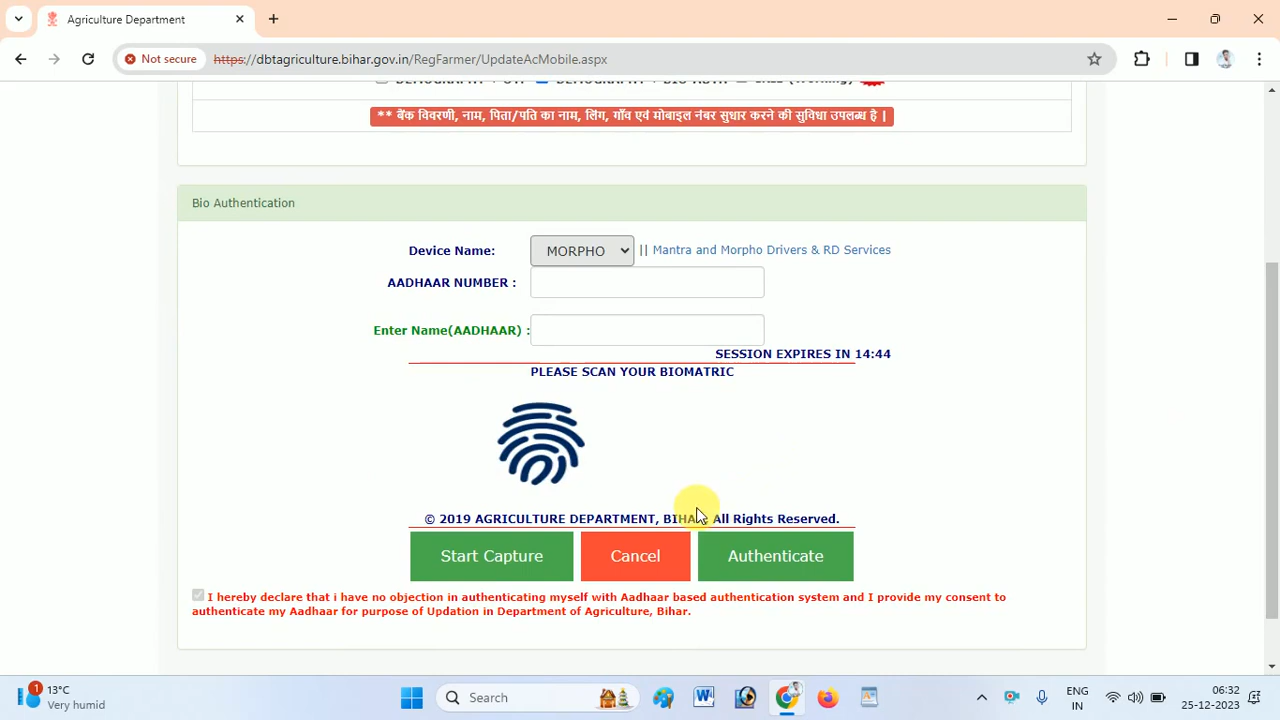 Agriculture Department
Not secure https://dbtagriculture.bihar.gov.in/RegFarmer/UpdateAcMobile.aspx
** बैंक विवरणी, नाम, पिता/पति का नाम, लिंग, गाँव एवं मोबाइल नंबर सुधार करने की सुविधा उपलब्ध है |
Bio Authentication
Device Name: MORPHO || Mantra and Morpho Drivers & RD Services
AADHAAR NUMBER :
Enter Name(AADHAAR) :
SESSION EXPIRES IN 14:44
PLEASE SCAN YOUR BIOMATRIC
© 2019 AGRICULTURE DEPARTMENT, BIHAR. All Rights Reserved.
Start Capture Cancel Authenticate
I hereby declare that i have no objection in authenticating myself with Aadhaar based authentication system and I provide my consent to
authenticate my Aadhaar for purpose of Updation in Department of Agriculture, Bihar.
1 13°C Very humid Search ENG IN 06:32 25-12-2023